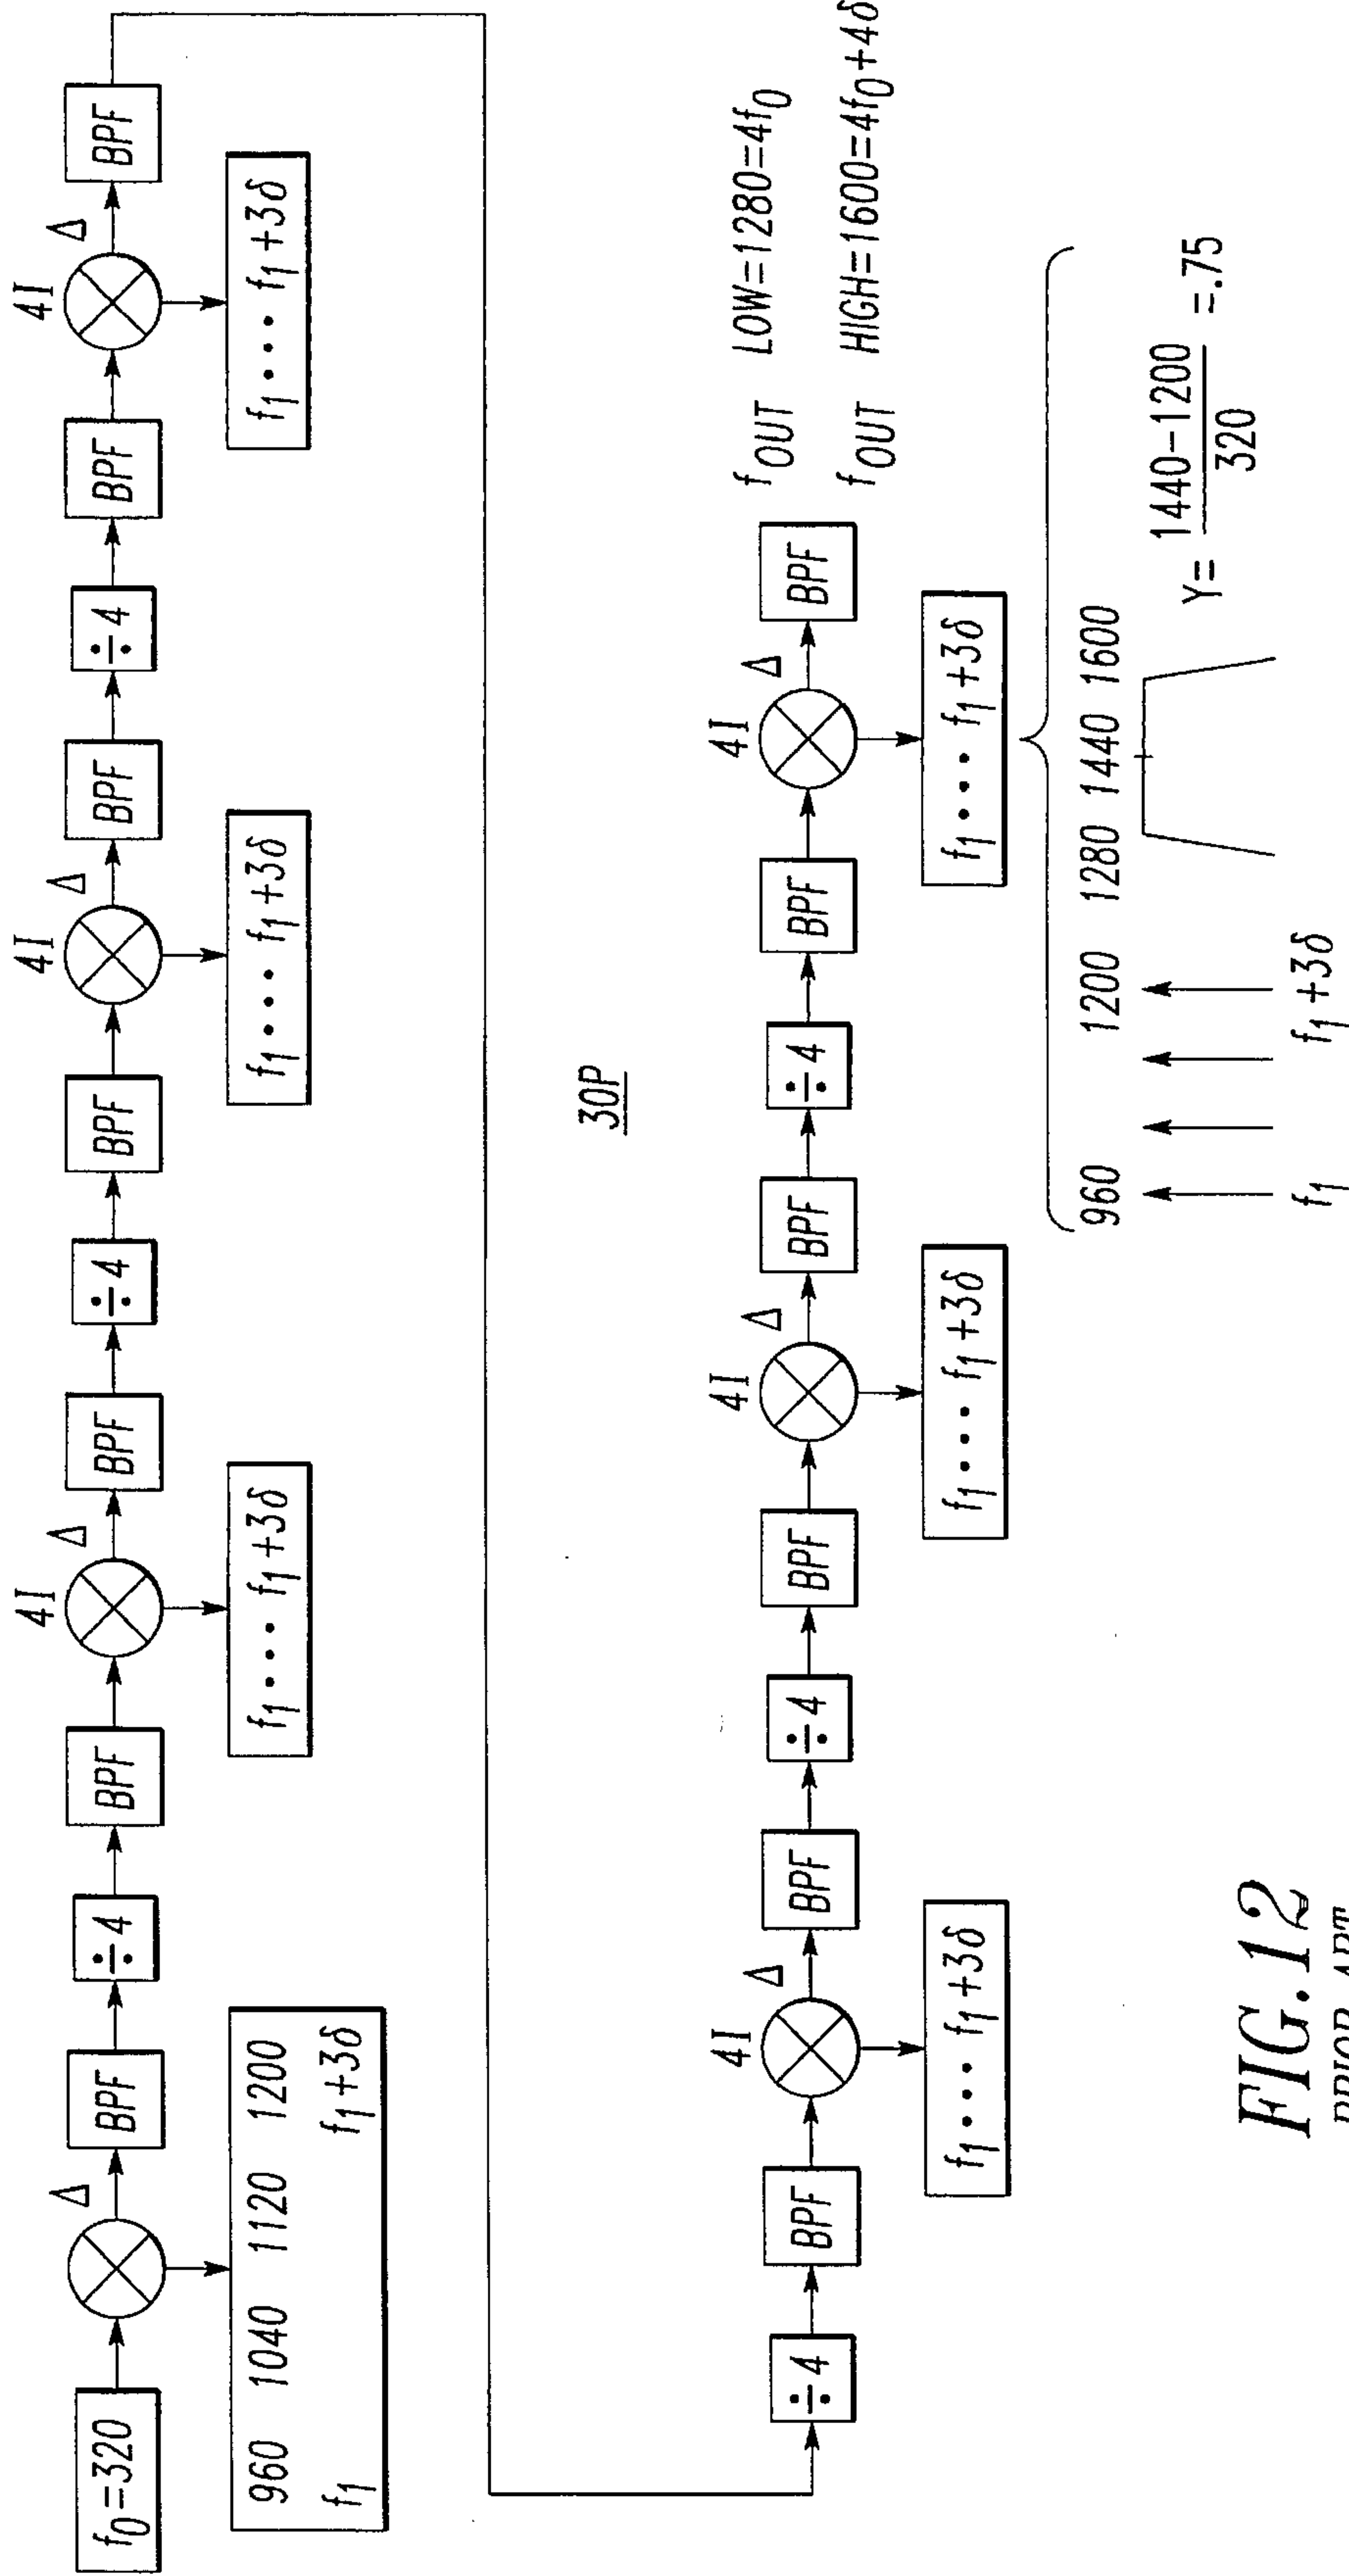 f0=320
Δ
BPF
÷4
BPF
4I
Δ
BPF
÷4
BPF
4I
Δ
BPF
÷4
BPF
4I
Δ
BPF
960 1040 1120 1200
f1 f1+3δ
f1 • • • f1+3δ
f1 • • • f1+3δ
f1 • • • f1+3δ
30P
÷4
BPF
4I
Δ
BPF
÷4
BPF
4I
Δ
BPF
÷4
BPF
4I
Δ
BPF
fOUT LOW=1280=4f0
fOUT HIGH=1600=4f0+4δ
f1 • • • f1+3δ
f1 • • • f1+3δ
f1 • • • f1+3δ
960 1200 1280 1440 1600
f1 f1+3δ
Y= 1440-1200 =.75
320
FIG.12
PRIOR ART